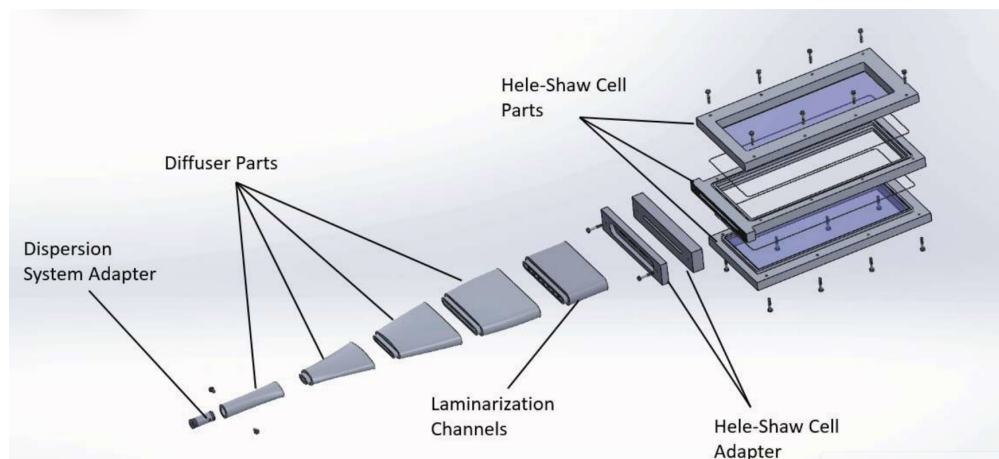 Hele-Shaw Cell
Parts
Diffuser Parts
Dispersion
System Adapter
Laminarization
Channels
Hele-Shaw Cell
Adapter